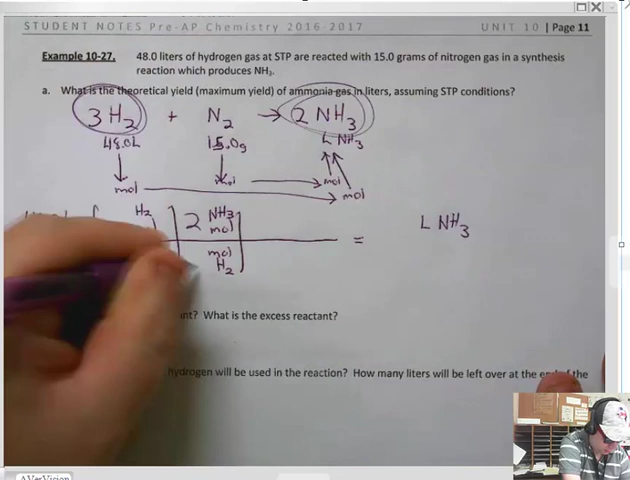 STUDENT NOTES Pre-AP Chemistry 2016-2017 UNIT 10 | Page 11
Example 10-27. 48.0 liters of hydrogen gas at STP are reacted with 15.0 grams of nitrogen gas in a synthesis
reaction which produces NH₃.
a. What is the theoretical yield (maximum yield) of ammonia gas in liters, assuming STP conditions?
3H₂ + N₂ → 2 NH₃
48.0L 15.0g L NH₃
mol mol mol
mol
H₂ 2 NH₃ mol
= L NH₃
mol H₂
What is the excess reactant?
hydrogen will be used in the reaction? How many liters will be left over at the the
AVerVision